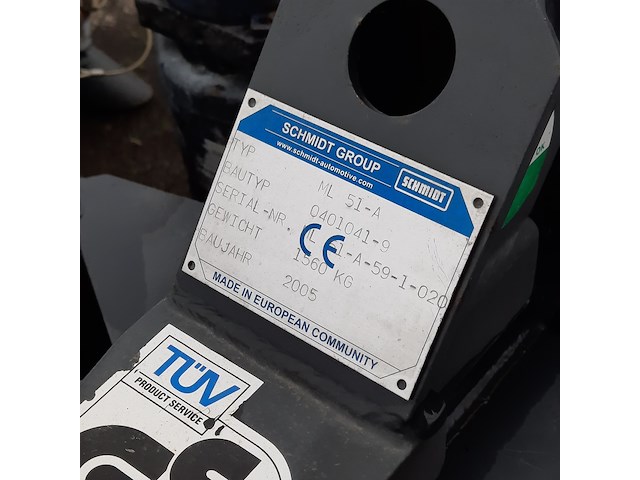 SCHMIDT GROUP
www.schmidt-automotive.com
SCHMIDT
TYP ML 51-A
BAUTYP 0401041-9
SERIAL-NR. 1-A-59-1-020
GEWICHT 1560 KG
BAUJAHR 2005
CE
MADE IN EUROPEAN COMMUNITY
TÜV
PRODUCT SERVICE